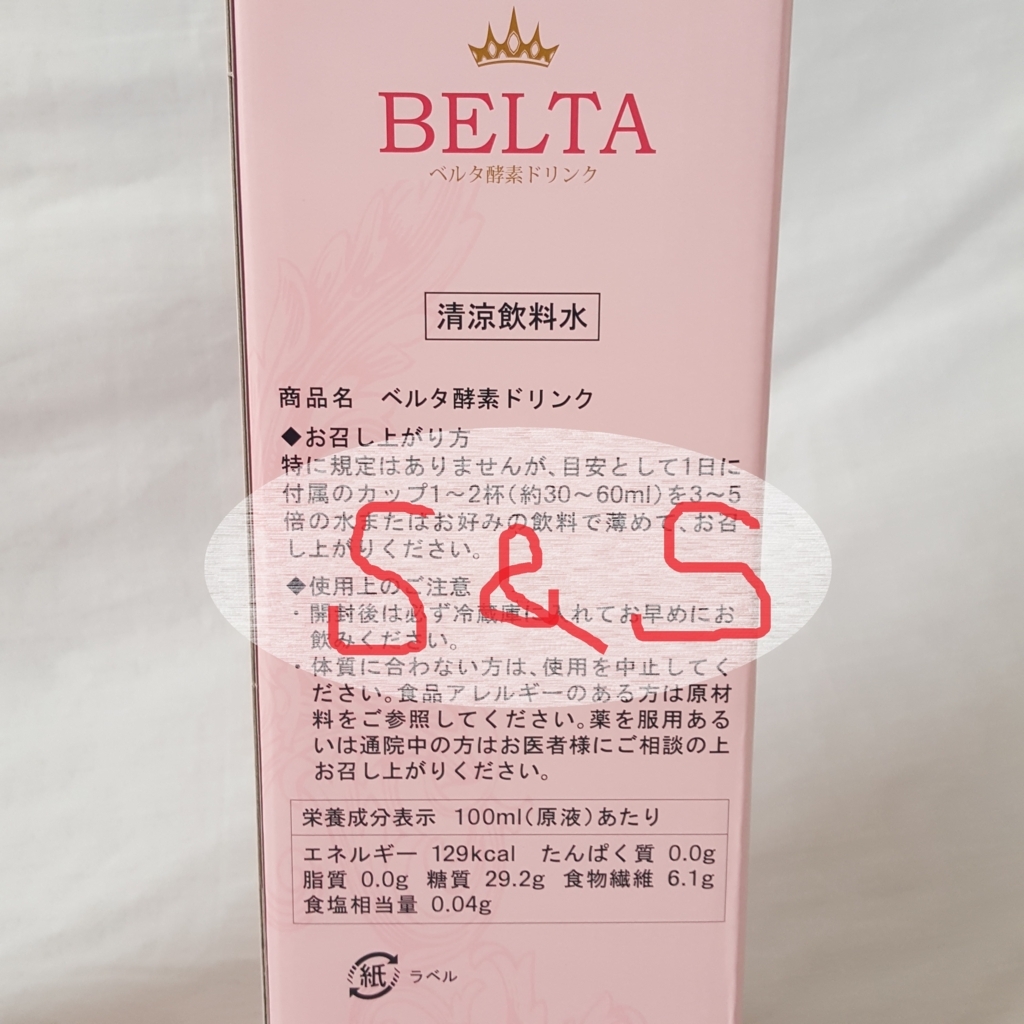 BELTA
ベルタ酵素ドリンク
清涼飲料水
商品名 ベルタ酵素ドリンク
◆お召し上がり方
特に規定はありませんが、目安として1日に
付属のカップ1～2杯(約30～60ml)を3～5
倍の水またはお好みの飲料で薄めて、お召
し上がりください。
S & S
◆使用上のご注意
・開封後は必ず冷蔵庫に入れてお早めにお
飲みください。
・体質に合わない方は、使用を中止してく
ださい。食品アレルギーのある方は原材
料をご参照してください。薬を服用ある
いは通院中の方はお医者様にご相談の上
お召し上がりください。
栄養成分表示 100ml(原液)あたり
エネルギー 129kcal たんぱく質 0.0g
脂質 0.0g 糖質 29.2g 食物繊維 6.1g
食塩相当量 0.04g
紙 ラベル